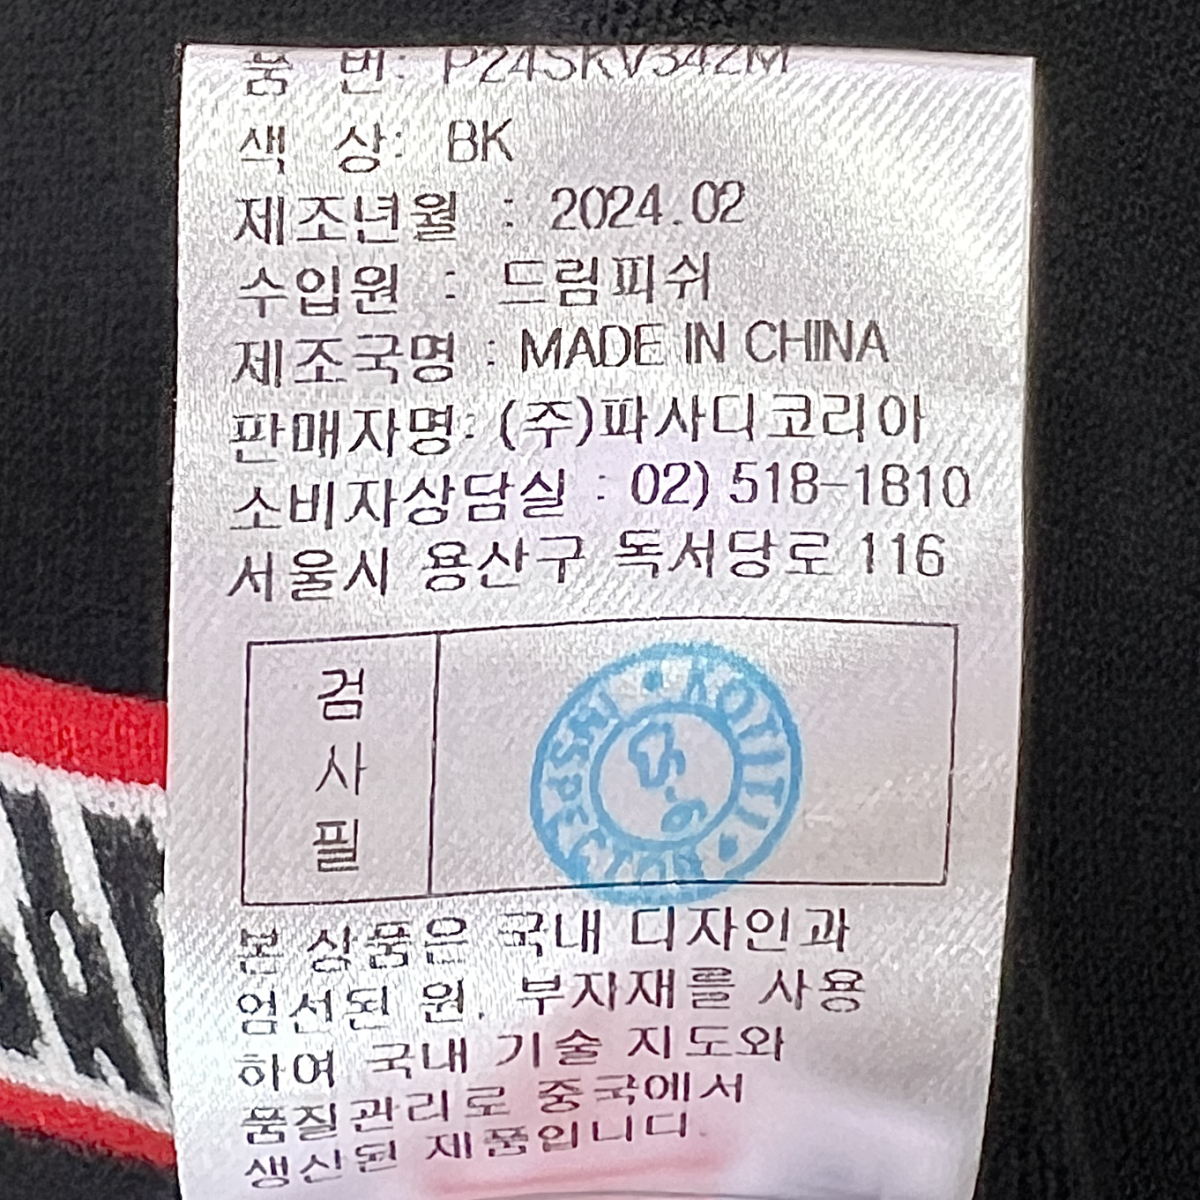 품 번: P24SKV342M
색 상: BK
제조년월 : 2024.02
수입원 : 드림피쉬
제조국명 : MADE IN CHINA
판매자명: (주)파사디코리아
소비자상담실 : 02) 518-1810
서울시 용산구 독서당로 116
검
사
필
KOTITI
INSPECTOR
본 상품은 국내 디자인과
엄선된 원. 부자재를 사용
하여 국내 기술 지도와
품질관리로 중국에서
생산된 제품입니다.